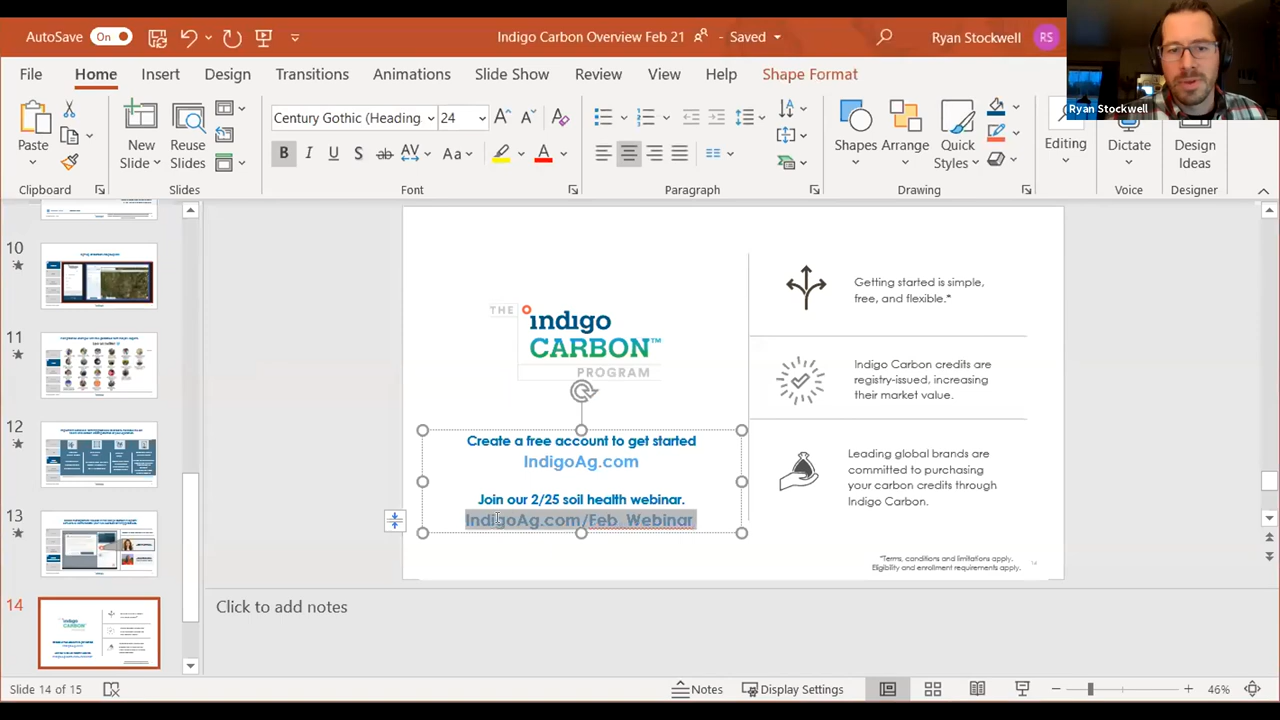 AutoSave On
Indigo Carbon Overview Feb 21 Saved
Ryan Stockwell RS
Ryan Stockwell
File Home Insert Design Transitions Animations Slide Show Review View Help Shape Format
Century Gothic (Heading 24
Paste
New Slide
Reuse Slides
B I U S ab AV Aa A
Shapes
Arrange
Quick Styles
Editing
Dictate
Design Ideas
Clipboard Slides Font Paragraph Drawing Voice Designer
10
11
12
13
14
THE
indigo
CARBON™
PROGRAM
Create a free account to get started
IndigoAg.com
Join our 2/25 soil health webinar.
IndigoAg.com/Feb_Webinar
Getting started is simple,
free, and flexible.*
Indigo Carbon credits are
registry-issued, increasing
their market value.
Leading global brands are
committed to purchasing
your carbon credits through
Indigo Carbon.
*Terms, conditions and limitations apply.
Eligibility and enrollment requirements apply.
Click to add notes
Slide 14 of 15
Notes
Display Settings
46%